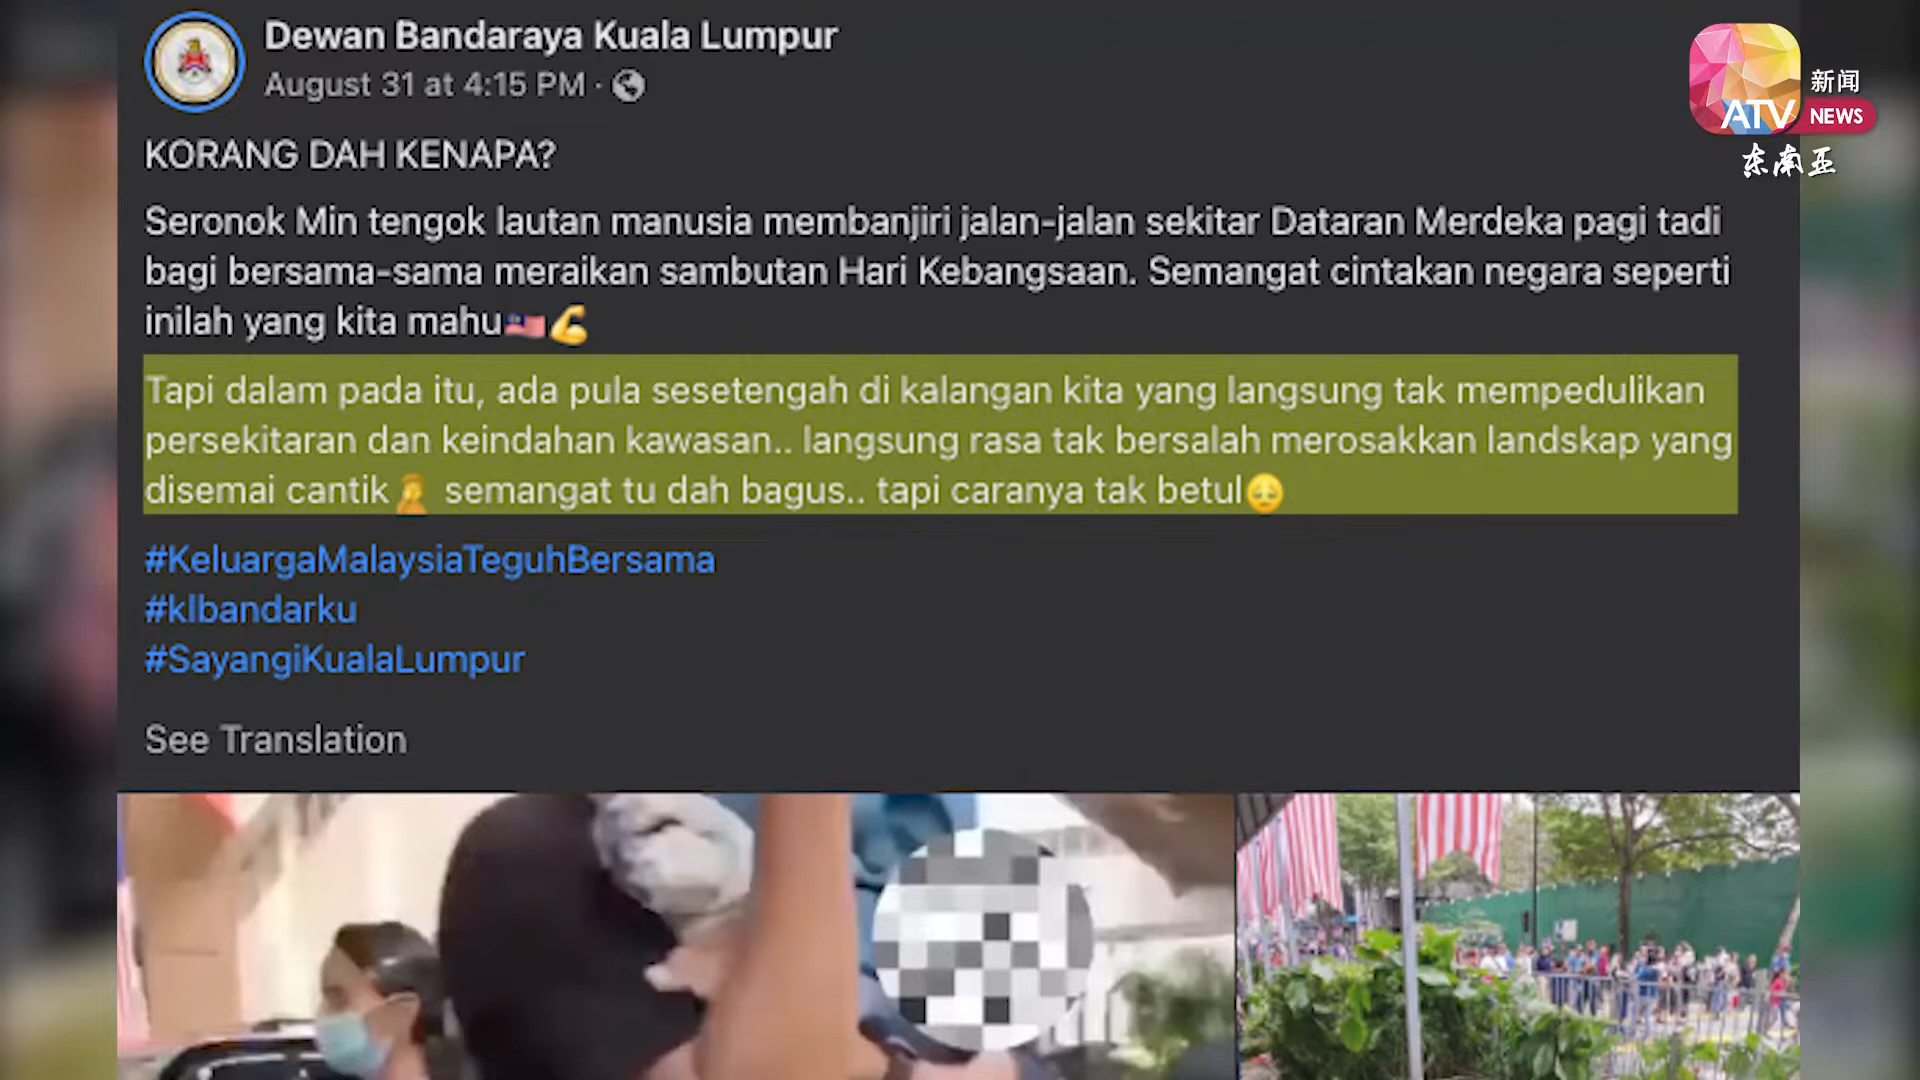 Dewan Bandaraya Kuala Lumpur
August 31 at 4:15 PM ·
KORANG DAH KENAPA?
Seronok Min tengok lautan manusia membanjiri jalan-jalan sekitar Dataran Merdeka pagi tadi
bagi bersama-sama meraikan sambutan Hari Kebangsaan. Semangat cintakan negara seperti
inilah yang kita mahu🇲🇾💪
Tapi dalam pada itu, ada pula sesetengah di kalangan kita yang langsung tak mempedulikan
persekitaran dan keindahan kawasan.. langsung rasa tak bersalah merosakkan landskap yang
disemai cantik🤦 semangat tu dah bagus.. tapi caranya tak betul😔
#KeluargaMalaysiaTeguhBersama
#klbandarku
#SayangiKualaLumpur
See Translation
ATV 新闻
NEWS
东南亚